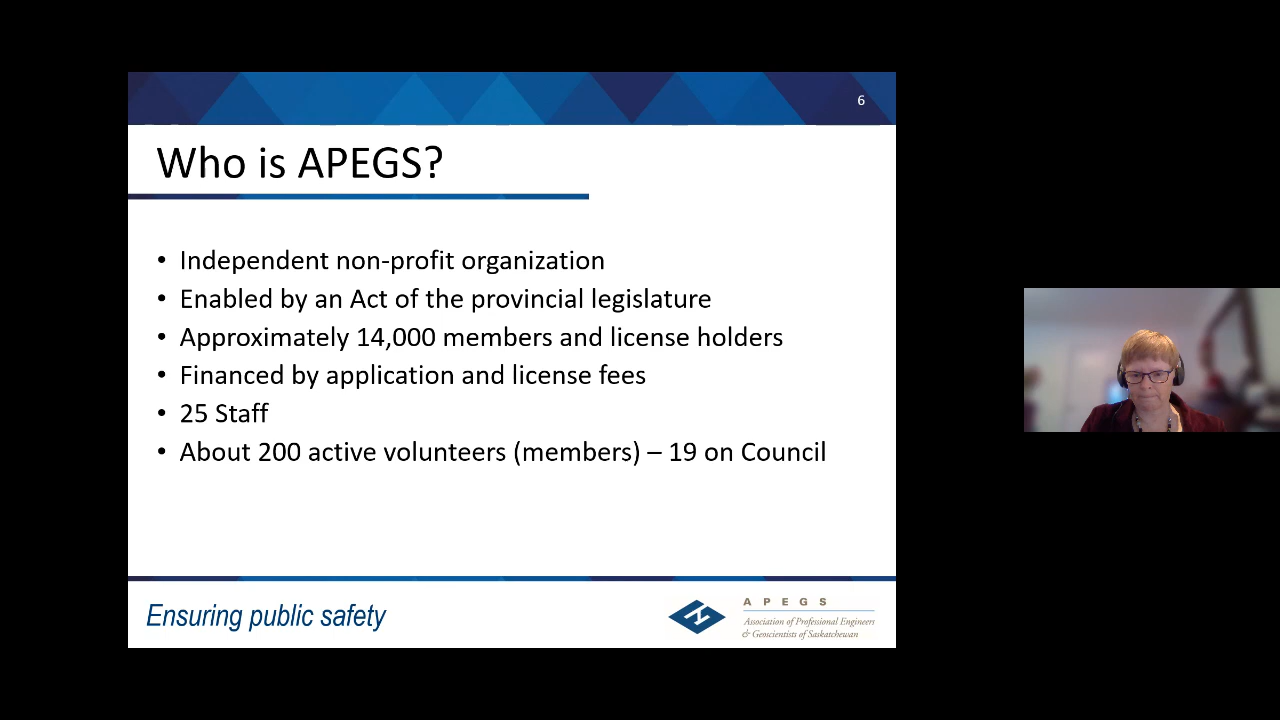 6
Who is APEGS?
• Independent non-profit organization
• Enabled by an Act of the provincial legislature
• Approximately 14,000 members and license holders
• Financed by application and license fees
• 25 Staff
• About 200 active volunteers (members) – 19 on Council
Ensuring public safety
A P E G S
Association of Professional Engineers
& Geoscientists of Saskatchewan